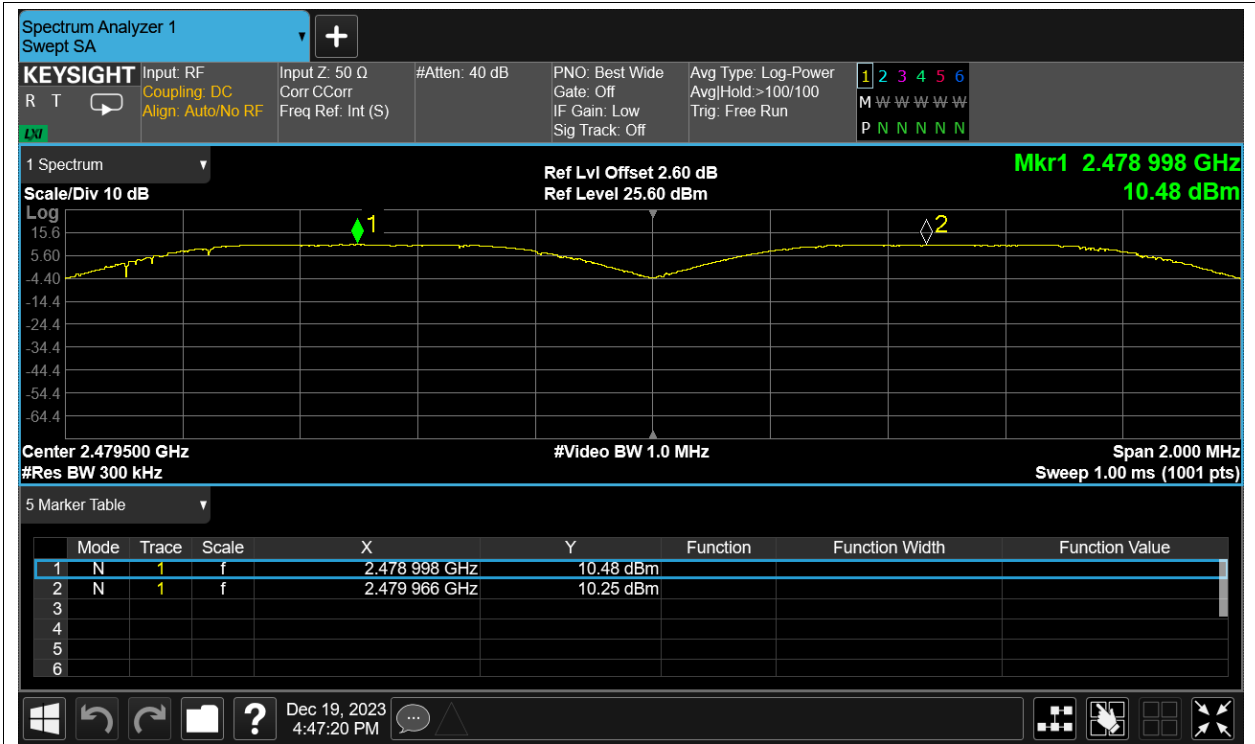 Spectrum Analyzer 1
Swept SA
KEYSIGHT
R T
LXI
Input: RF
Coupling: DC
Align: Auto/No RF
Input Z: 50 Ω
Corr CCorr
Freq Ref: Int (S)
#Atten: 40 dB
PNO: Best Wide
Gate: Off
IF Gain: Low
Sig Track: Off
Avg Type: Log-Power
Avg|Hold:>100/100
Trig: Free Run
1 2 3 4 5 6
M W W W W W
P N N N N N
1 Spectrum
Scale/Div 10 dB
Ref Lvl Offset 2.60 dB
Ref Level 25.60 dBm
Mkr1 2.478 998 GHz
10.48 dBm
Log
15.6
5.60
-4.40
-14.4
-24.4
-34.4
-44.4
-54.4
-64.4
1
2
Center 2.479500 GHz
#Res BW 300 kHz
#Video BW 1.0 MHz
Span 2.000 MHz
Sweep 1.00 ms (1001 pts)
5 Marker Table
Mode Trace Scale X Y Function Function Width Function Value
1 N 1 f 2.478 998 GHz 10.48 dBm
2 N 1 f 2.479 966 GHz 10.25 dBm
3
4
5
6
?
Dec 19, 2023
4:47:20 PM